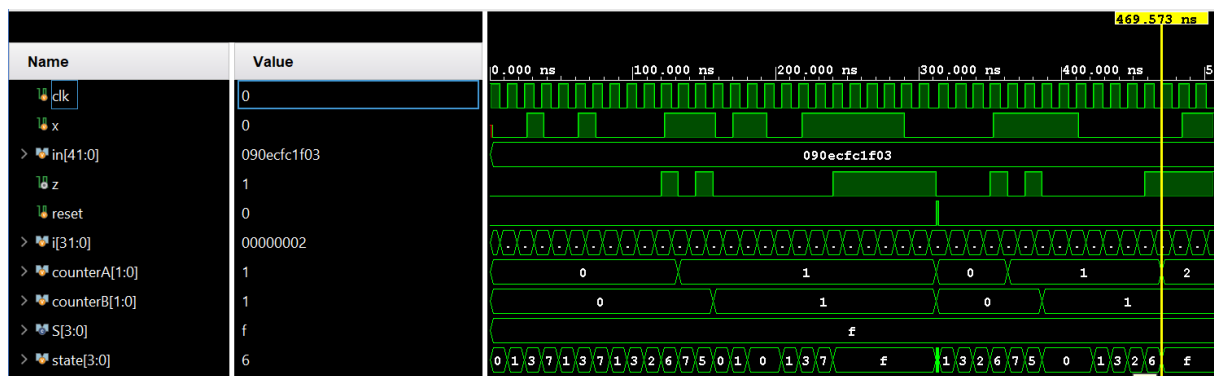 469.573 ns
Name Value
0.000 ns 100.000 ns 200.000 ns 300.000 ns 400.000 ns 5
clk 0
x 0
in[41:0] 090ecfc1f03 090ecfc1f03
z 1
reset 0
i[31:0] 00000002
counterA[1:0] 1 0 1 0 1 2
counterB[1:0] 1 0 1 0 1
S[3:0] f f
state[3:0] 6 0 1 3 7 1 3 7 1 3 2 6 7 5 0 1 0 1 3 7 f 1 3 2 6 7 5 0 1 3 2 6 f